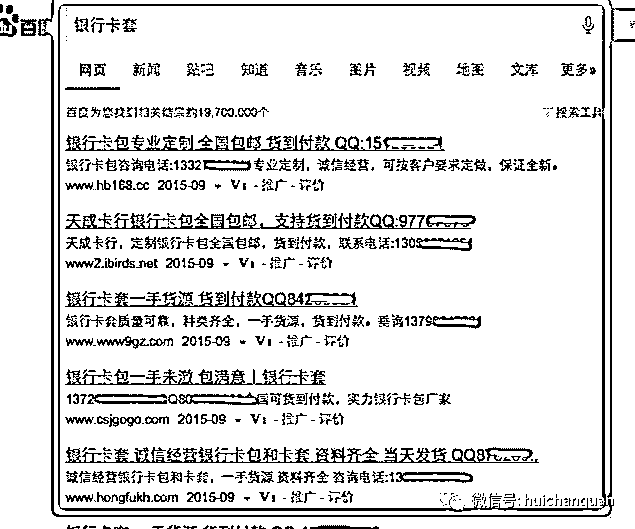 百度
银行卡套
网页 新闻 贴吧 知道 音乐 图片 视频 地图 文库 更多»
百度为您找到相关结果约19,700,000个 搜索工具
银行卡包专业定制 全国包邮 货到付款 QQ:15
银行卡包咨询电话:1332 专业定制，诚信经营，可按客户要求定做，保证全新。
www.hb168.cc 2015-09 - V1 - 推广 - 评价
天成卡行银行卡包全国包邮，支持货到付款QQ:977
天成卡行，定制银行卡包全国包邮，货到付款，联系电话:1309
www2.ibirds.net 2015-09 - V1 - 推广 - 评价
银行卡套一手货源 货到付款QQ842
银行卡套质量可靠，种类齐全，一手货源，货到付款。垂询1379
www.www9gz.com 2015-09 - V1 - 推广 - 评价
银行卡包一手未激 包满意 | 银行卡套
1372 Q80 国可货到付款，实力银行卡包厂家
www.csjgogo.com 2015-09 - V1 - 推广 - 评价
银行卡套 诚信经营银行卡包和卡套 资料齐全 当天发货 QQ8
诚信经营银行卡包和卡套，一手货源 资料齐全 咨询电话:13
www.hongfukh.com 2015-09 - V1 - 推广 - 评价
微信号: huichanquan